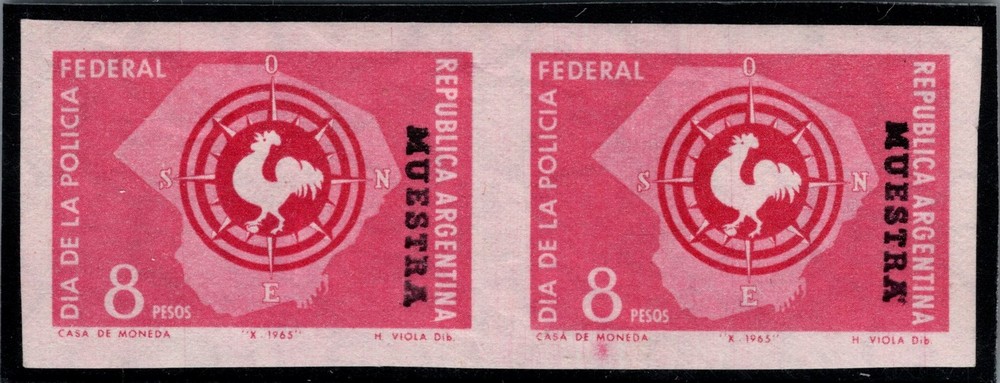 DIA DE LA POLICIA
FEDERAL
REPUBLICA ARGENTINA
MUESTRA
O
S
N
E
8 PESOS
CASA DE MONEDA "X - 1965" H. VIOLA Dib.
DIA DE LA POLICIA
FEDERAL
REPUBLICA ARGENTINA
MUESTRA
O
S
N
E
8 PESOS
CASA DE MONEDA "X - 1965" H. VIOLA Dib.